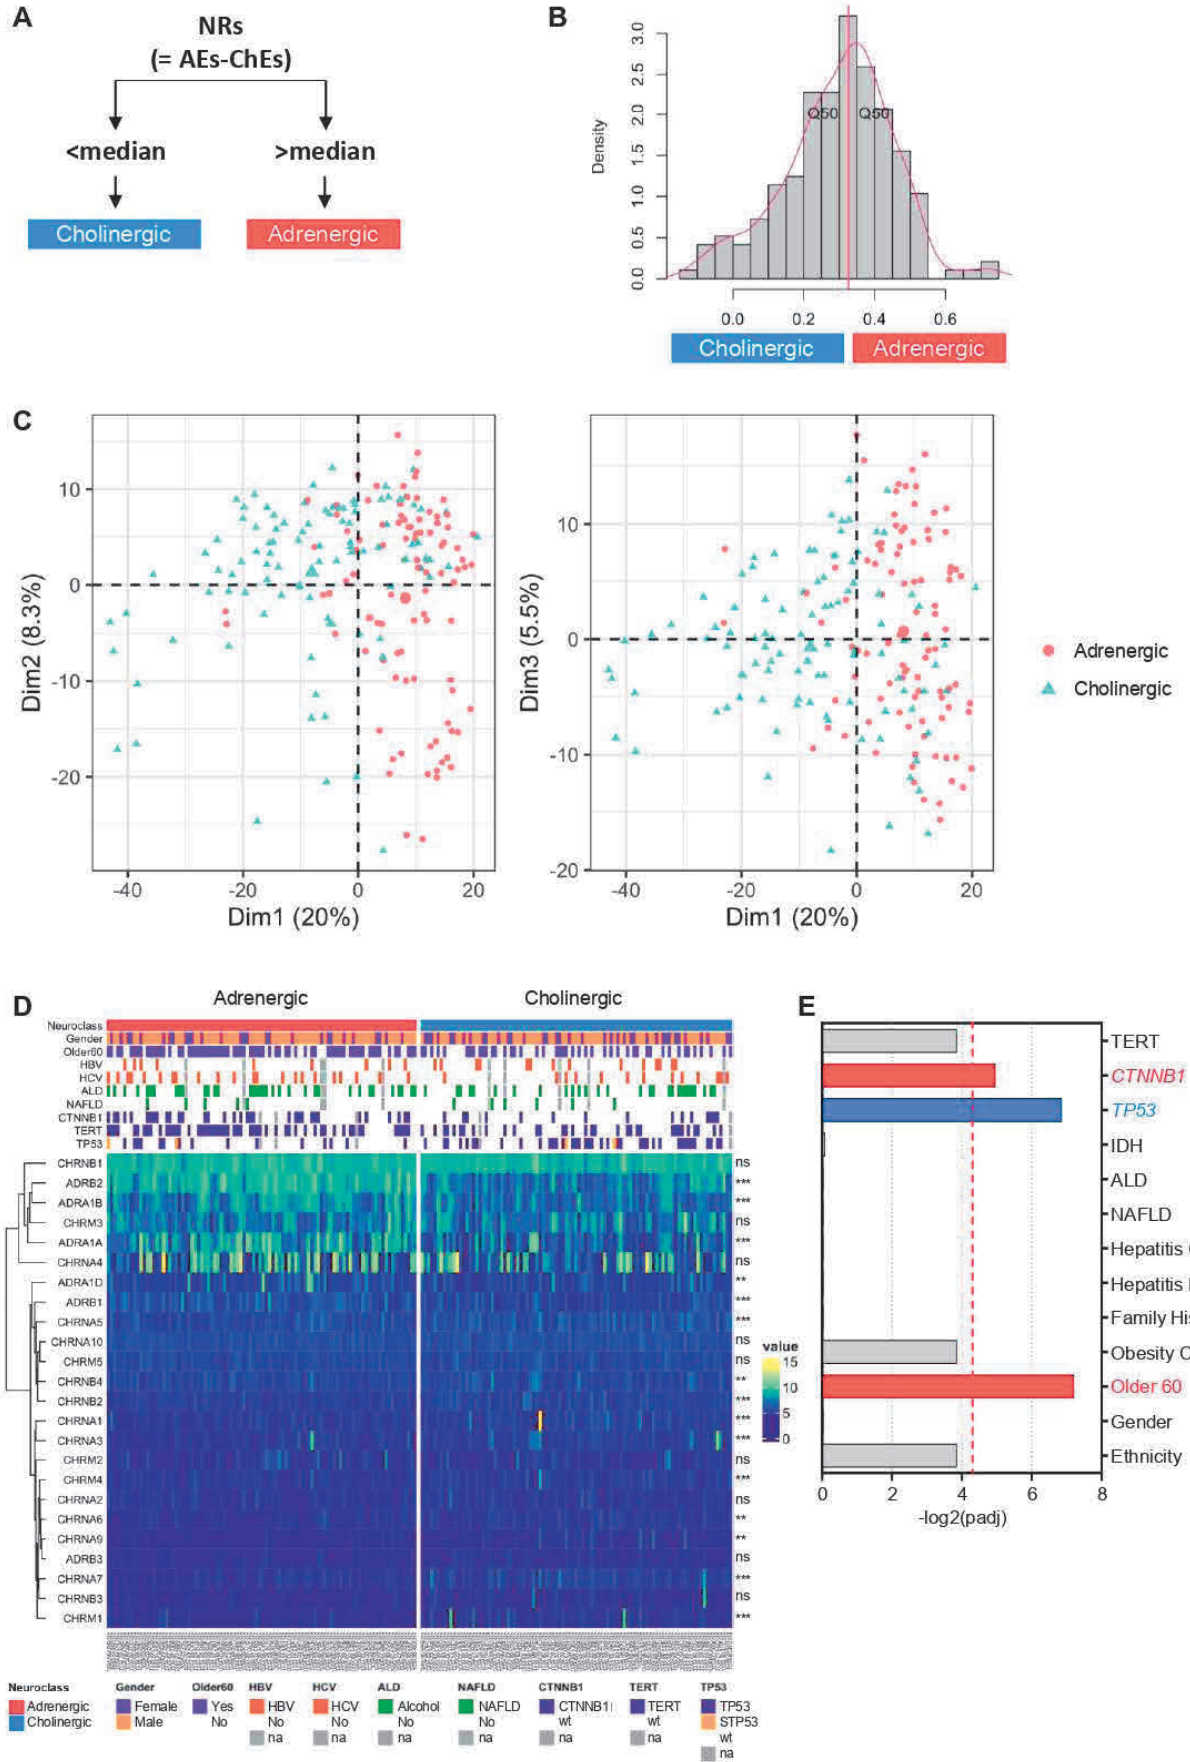 A
NRs
(= AEs-ChEs)
<median
>median
Cholinergic
Adrenergic
B
Density
3.0
2.5
2.0
1.5
1.0
0.5
0.0
Q50
Q50
0.0
0.2
0.4
0.6
Cholinergic
Adrenergic
C
Dim2 (8.3%)
10
0
-10
-20
-40
-20
0
20
Dim1 (20%)
Dim3 (5.5%)
10
0
-10
-20
-40
-20
0
20
Dim1 (20%)
Adrenergic
Cholinergic
D
Adrenergic
Cholinergic
Neuroclass
Gender
Older60
HBV
HCV
ALD
NAFLD
CTNNB1
TERT
TP53
CHRNB1 ns
ADRB2 ***
ADRA1B ***
CHRM3 ns
ADRA1A ***
CHRNA4 ns
ADRA1D **
ADRB1 ***
CHRNA5 ***
CHRNA10 ns
CHRM5 ns
CHRNB4 **
CHRNB2 ***
CHRNA1 ***
CHRNA3 ***
CHRM2 ns
CHRM4 ***
CHRNA2 ns
CHRNA6 **
CHRNA9 **
ADRB3 ns
CHRNA7 ***
CHRNB3 ns
CHRM1 ***
value
15
10
5
0
Neuroclass
Adrenergic
Cholinergic
Gender
Female
Male
Older60
Yes
No
HBV
HBV
No
na
HCV
HCV
No
na
ALD
Alcohol
No
na
NAFLD
NAFLD
No
na
CTNNB1
CTNNB1
wt
na
TERT
TERT
wt
na
TP53
TP53
STP53
wt
na
E
TERT
CTNNB1
TP53
IDH
ALD
NAFLD
Hepatitis
Hepatitis
Family His
Obesity C
Older 60
Gender
Ethnicity
0
2
4
6
8
-log2(padj)